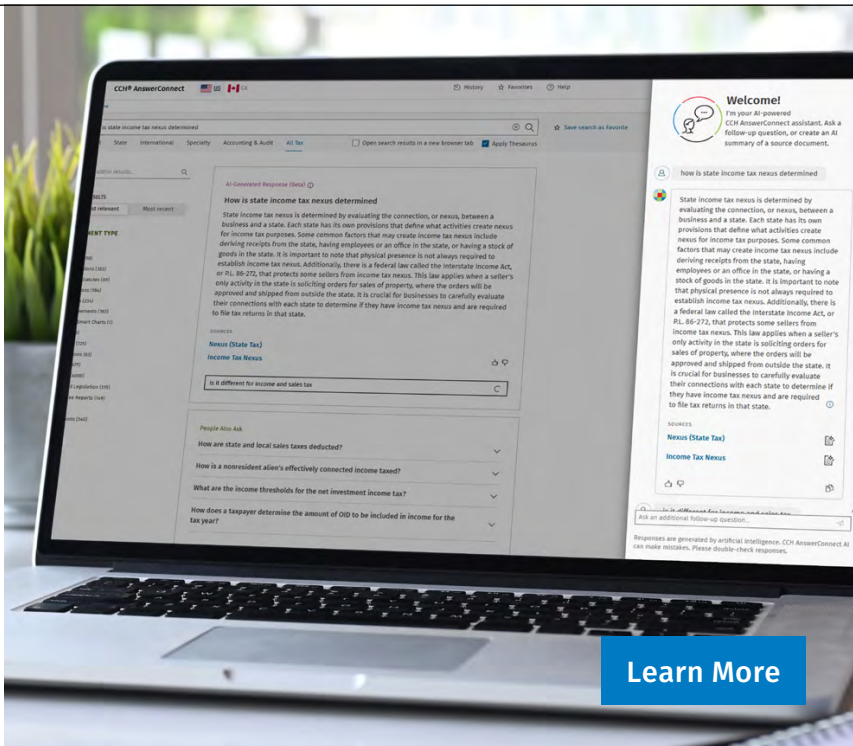 CCH® AnswerConnect US CA History Favorites Help
is state income tax nexus determined Save search as Favorite
State International Specialty Accounting & Audit All Tax Open search results in a new browser tab Apply Thesaurus
results...
Most recent
AI-Generated Response (Beta)
How is state income tax nexus determined
State income tax nexus is determined by evaluating the connection, or nexus, between a
business and a state. Each state has its own provisions that define what activities create nexus
for income tax purposes. Some common factors that may create income tax nexus include
deriving receipts from the state, having employees or an office in the state, or having a stock of
goods in the state. It is important to note that physical presence is not always required to
establish income tax nexus. Additionally, there is a federal law called the Interstate Income Act,
or P.L. 86-272, that protects some sellers from income tax nexus. This law applies when a seller's
only activity in the state is soliciting orders for sales of property, where the orders will be
approved and shipped from outside the state. It is crucial for businesses to carefully evaluate
their connections with each state to determine if they have income tax nexus and are required
to file tax returns in that state.
SOURCES
Nexus (State Tax)
Income Tax Nexus
Is it different for income and sales tax
People Also Ask
How are state and local sales taxes deducted?
How is a nonresident alien's effectively connected income taxed?
What are the income thresholds for the net investment income tax?
How does a taxpayer determine the amount of OID to be included in income for the
tax year?
Welcome!
I'm your AI-powered
CCH AnswerConnect assistant. Ask a
follow-up question, or create an AI
summary of a source document.
how is state income tax nexus determined
State income tax nexus is determined by
evaluating the connection, or nexus, between a
business and a state. Each state has its own
provisions that define what activities create
nexus for income tax purposes. Some common
factors that may create income tax nexus include
deriving receipts from the state, having
employees or an office in the state, or having a
stock of goods in the state. It is important to note
that physical presence is not always required to
establish income tax nexus. Additionally, there is
a federal law called the Interstate Income Act, or
P.L. 86-272, that protects some sellers from
income tax nexus. This law applies when a seller's
only activity in the state is soliciting orders for
sales of property, where the orders will be
approved and shipped from outside the state. It
is crucial for businesses to carefully evaluate
their connections with each state to determine if
they have income tax nexus and are required
to file tax returns in that state.
SOURCES
Nexus (State Tax)
Income Tax Nexus
is it different for income and sales tax
Ask an additional follow-up question...
Responses are generated by artificial intelligence. CCH AnswerConnect AI
can make mistakes. Please double-check responses.
Learn More